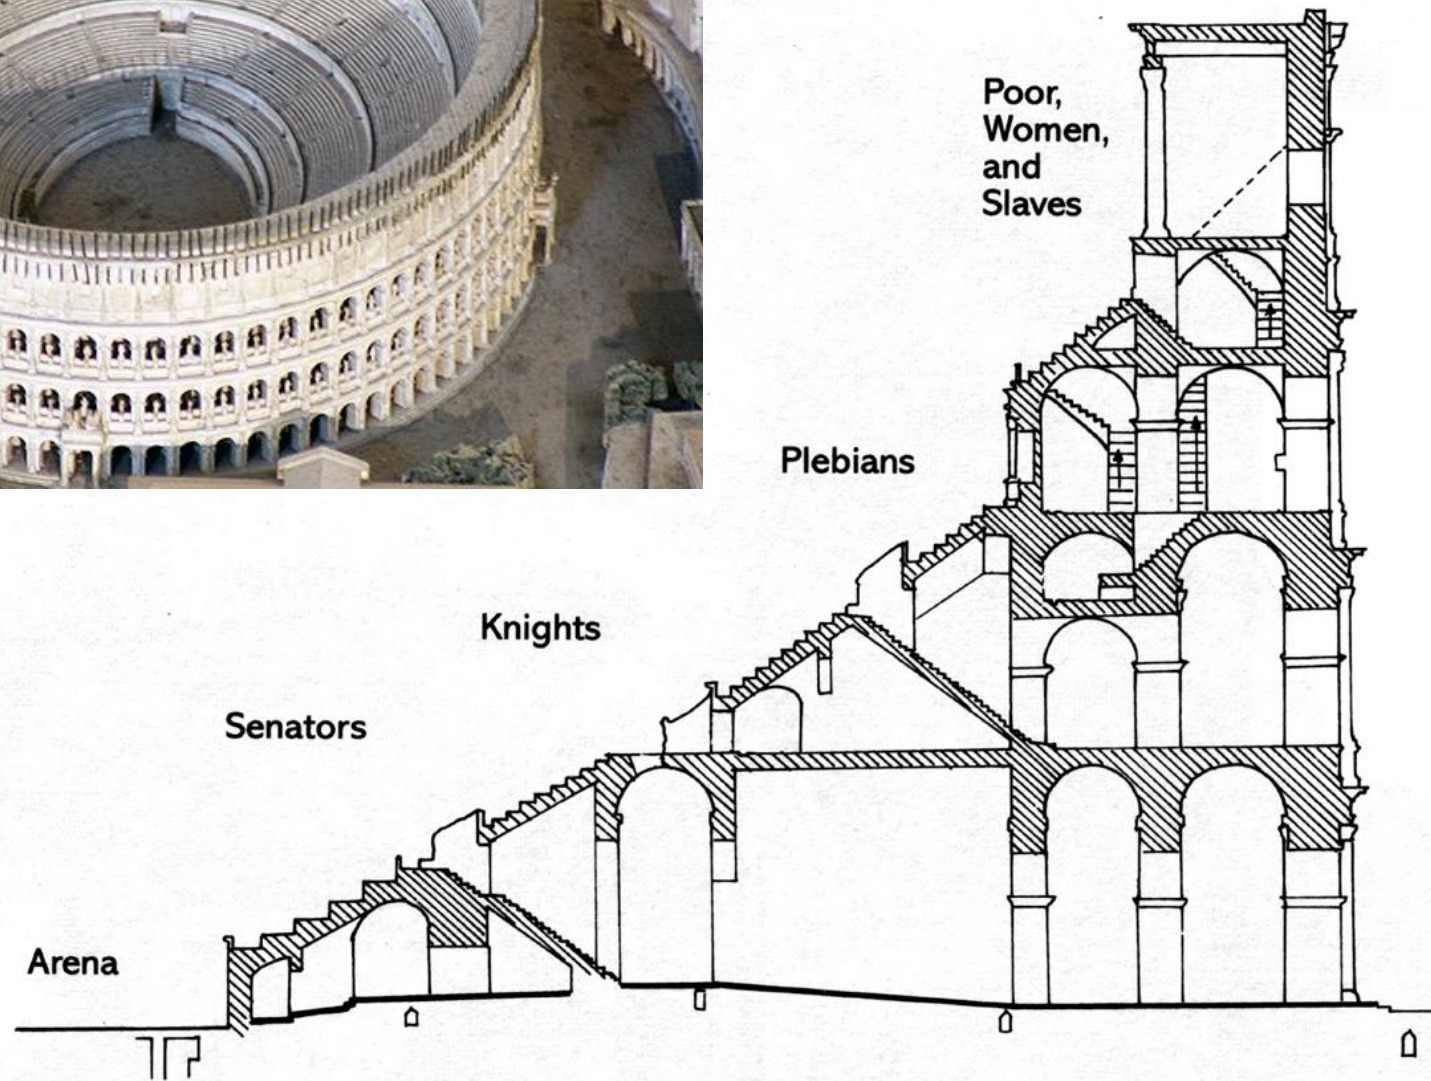 Poor,
Women,
and
Slaves
Plebians
Knights
Senators
Arena